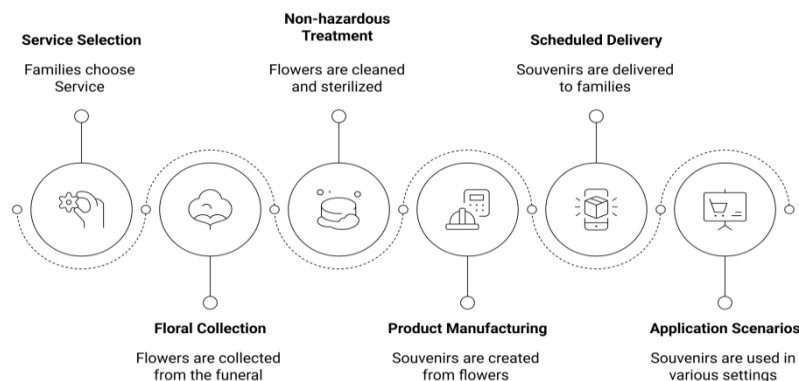 Service Selection
Families choose
Service
Floral Collection
Flowers are collected
from the funeral
Non-hazardous
Treatment
Flowers are cleaned
and sterilized
Product Manufacturing
Souvenirs are created
from flowers
Scheduled Delivery
Souvenirs are delivered
to families
Application Scenarios
Souvenirs are used in
various settings